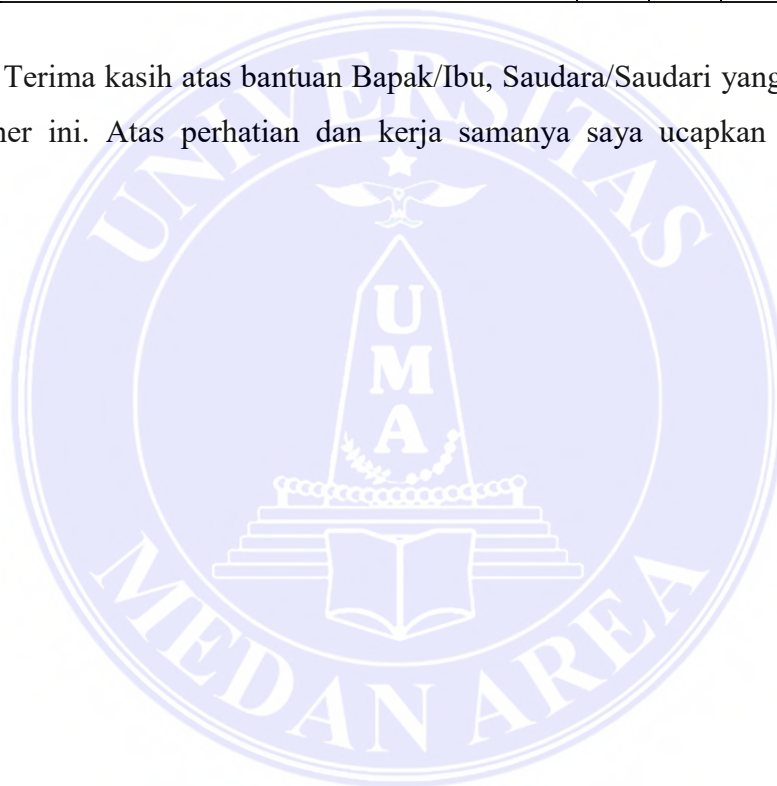 Terima kasih atas bantuan Bapak/Ibu, Saudara/Saudari yang
ner ini. Atas perhatian dan kerja samanya saya ucapkan
UNIVERSITAS
UMA
MEDAN AREA